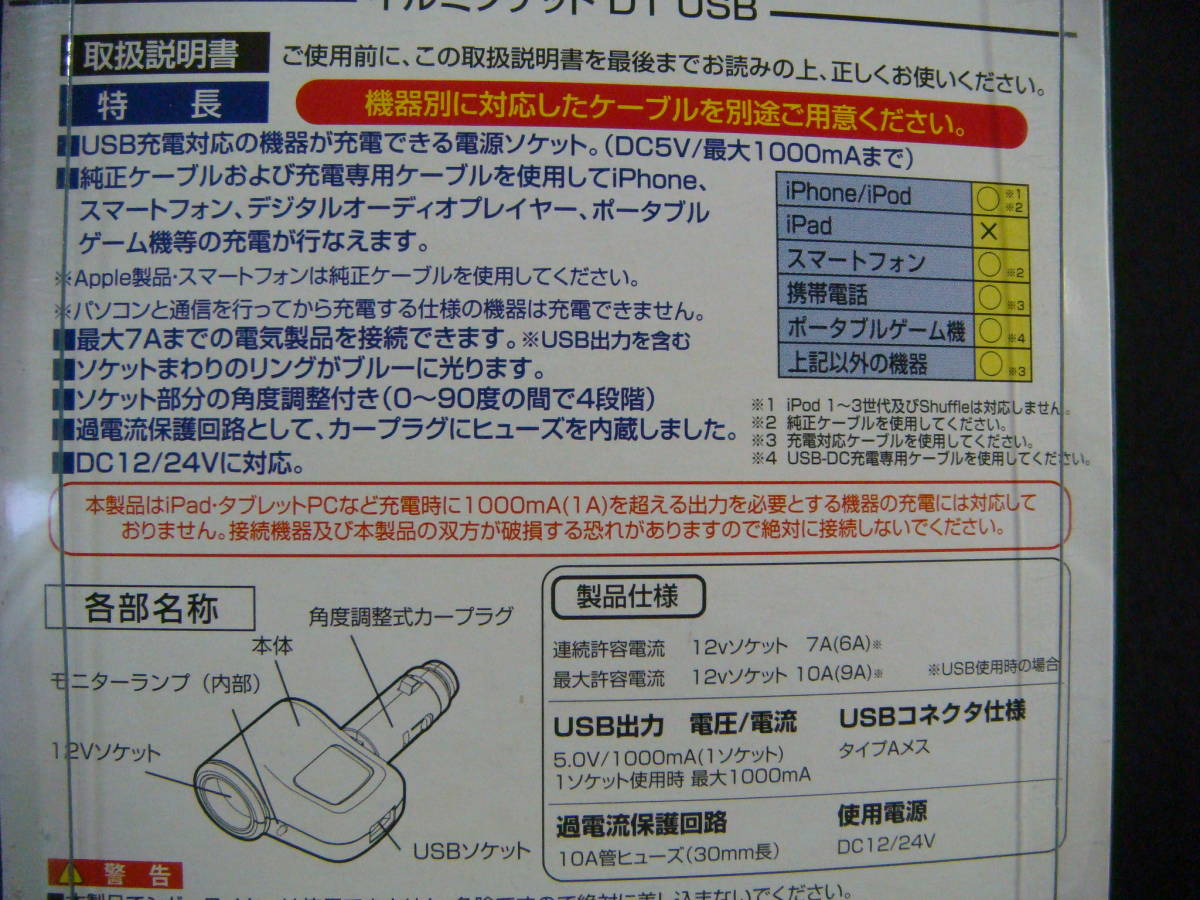 イルミソケット D1 USB
取扱説明書
ご使用前に、この取扱説明書を最後までお読みの上、正しくお使いください。
特 長
機器別に対応したケーブルを別途ご用意ください。
■USB充電対応の機器が充電できる電源ソケット。(DC5V/最大1000mAまで)
■純正ケーブルおよび充電専用ケーブルを使用してiPhone、
スマートフォン、デジタルオーディオプレイヤー、ポータブル
ゲーム機等の充電が行なえます。
※Apple製品・スマートフォンは純正ケーブルを使用してください。
※パソコンと通信を行ってから充電する仕様の機器は充電できません。
■最大7Aまでの電気製品を接続できます。※USB出力を含む
■ソケットまわりのリングがブルーに光ります。
■ソケット部分の角度調整付き(0〜90度の間で4段階)
■過電流保護回路として、カープラグにヒューズを内蔵しました。
■DC12/24Vに対応。
iPhone/iPod ○ ※1 ※2
iPad ×
スマートフォン ○ ※2
携帯電話 ○ ※3
ポータブルゲーム機 ○ ※4
上記以外の機器 ○ ※3
※1 iPod 1〜3世代及びShuffleは対応しません。
※2 純正ケーブルを使用してください。
※3 充電対応ケーブルを使用してください。
※4 USB-DC充電専用ケーブルを使用してください。
本製品はiPad・タブレットPCなど充電時に1000mA(1A)を超える出力を必要とする機器の充電には対応して
おりません。接続機器及び本製品の双方が破損する恐れがありますので絶対に接続しないでください。
各部名称
角度調整式カープラグ
本体
モニターランプ(内部)
12Vソケット
USBソケット
製品仕様
連続許容電流 12vソケット 7A(6A)※
最大許容電流 12vソケット 10A(9A)※ ※USB使用時の場合
USB出力 電圧/電流
5.0V/1000mA(1ソケット)
1ソケット使用時 最大1000mA
USBコネクタ仕様
タイプAメス
過電流保護回路
10A管ヒューズ(30mm長)
使用電源
DC12/24V
警 告